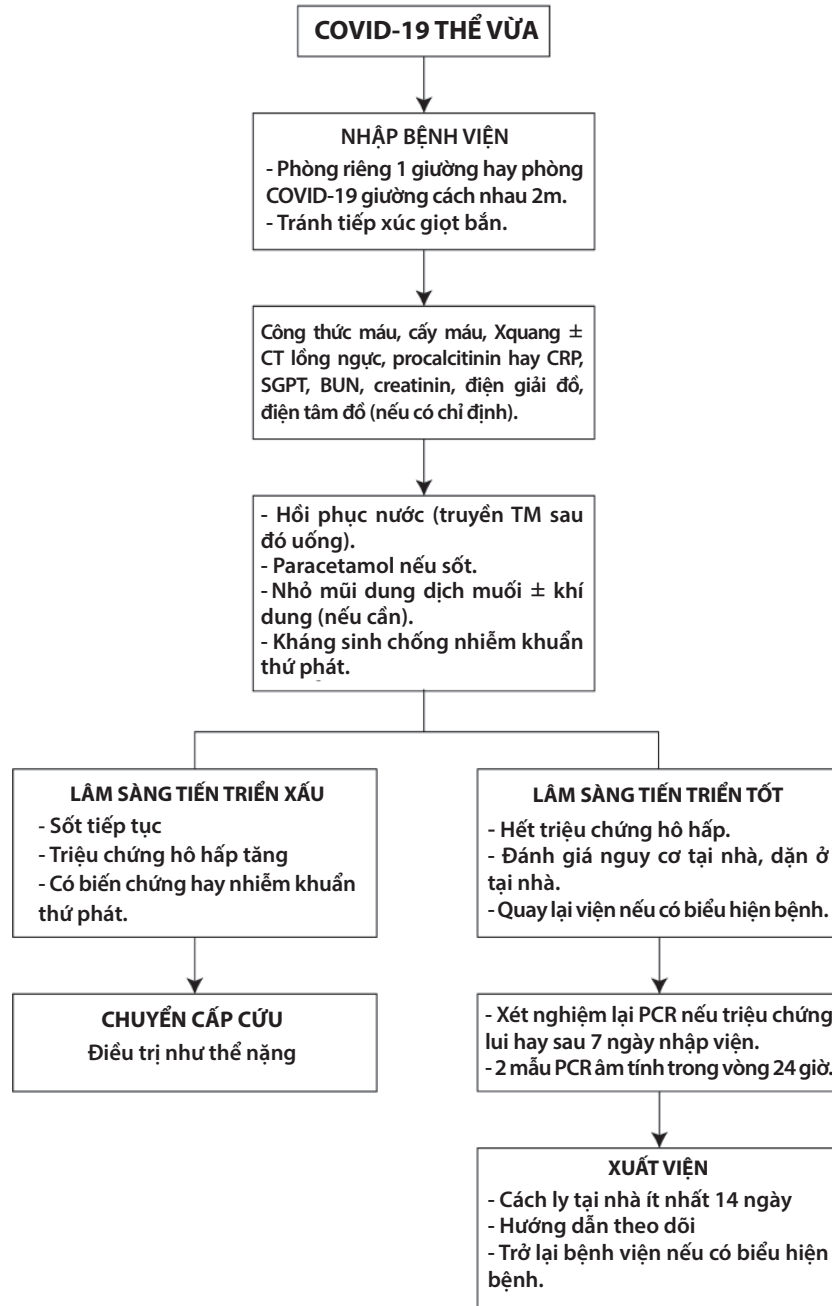 COVID-19 THỂ VỪA
NHẬP BỆNH VIỆN
- Phòng riêng 1 giường hay phòng
COVID-19 giường cách nhau 2m.
- Tránh tiếp xúc giọt bắn.
Công thức máu, cấy máu, Xquang ±
CT lồng ngực, procalcitinin hay CRP,
SGPT, BUN, creatinin, điện giải đồ,
điện tâm đồ (nếu có chỉ định).
- Hồi phục nước (truyền TM sau
đó uống).
- Paracetamol nếu sốt.
- Nhỏ mũi dung dịch muối ± khí
dung (nếu cần).
- Kháng sinh chống nhiễm khuẩn
thứ phát.
LÂM SÀNG TIẾN TRIỂN XẤU
- Sốt tiếp tục
- Triệu chứng hô hấp tăng
- Có biến chứng hay nhiễm khuẩn
thứ phát.
CHUYỂN CẤP CỨU
Điều trị như thể nặng
LÂM SÀNG TIẾN TRIỂN TỐT
- Hết triệu chứng hô hấp.
- Đánh giá nguy cơ tại nhà, dặn ở
tại nhà.
- Quay lại viện nếu có biểu hiện bệnh.
- Xét nghiệm lại PCR nếu triệu chứng
lui hay sau 7 ngày nhập viện.
- 2 mẫu PCR âm tính trong vòng 24 giờ.
XUẤT VIỆN
- Cách ly tại nhà ít nhất 14 ngày
- Hướng dẫn theo dõi
- Trở lại bệnh viện nếu có biểu hiện
bệnh.